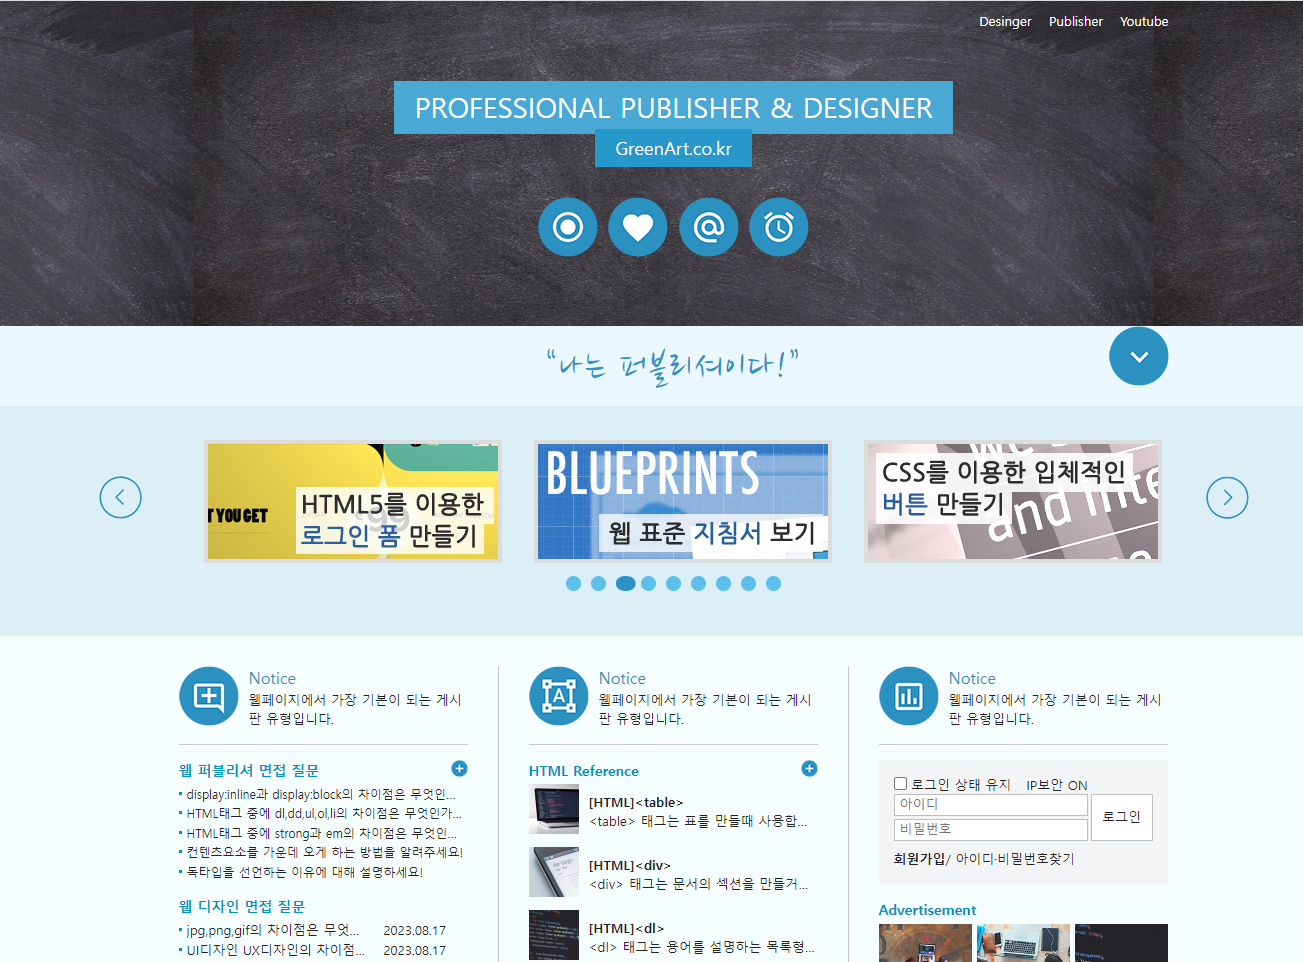 Desinger Publisher Youtube
PROFESSIONAL PUBLISHER & DESIGNER
GreenArt.co.kr
“나는 퍼블리셔이다!”
T YOU GET
HTML5를 이용한
로그인 폼 만들기
BLUEPRINTS
웹 표준 지침서 보기
CSS를 이용한 입체적인
버튼 만들기
and inte
Notice
웹페이지에서 가장 기본이 되는 게시
판 유형입니다.
웹 퍼블리셔 면접 질문
display:inline과 display:block의 차이점은 무엇인...
HTML태그 중에 dl,dd,ul,ol,li의 차이점은 무엇인가...
HTML태그 중에 strong과 em의 차이점은 무엇인...
컨텐츠요소를 가운데 오게 하는 방법을 알려주세요!
독타입을 선언하는 이유에 대해 설명하세요!
웹 디자인 면접 질문
jpg,png,gif의 차이점은 무엇... 2023.08.17
UI디자인 UX디자인의 차이점... 2023.08.17
Notice
웹페이지에서 가장 기본이 되는 게시
판 유형입니다.
HTML Reference
[HTML]<table>
<table> 태그는 표를 만들때 사용합...
[HTML]<div>
<div> 태그는 문서의 섹션을 만들거...
[HTML]<dl>
<dl> 태그는 용어를 설명하는 목록형...
Notice
웹페이지에서 가장 기본이 되는 게시
판 유형입니다.
로그인 상태 유지 IP보안 ON
아이디
비밀번호
로그인
회원가입/ 아이디·비밀번호찾기
Advertisement